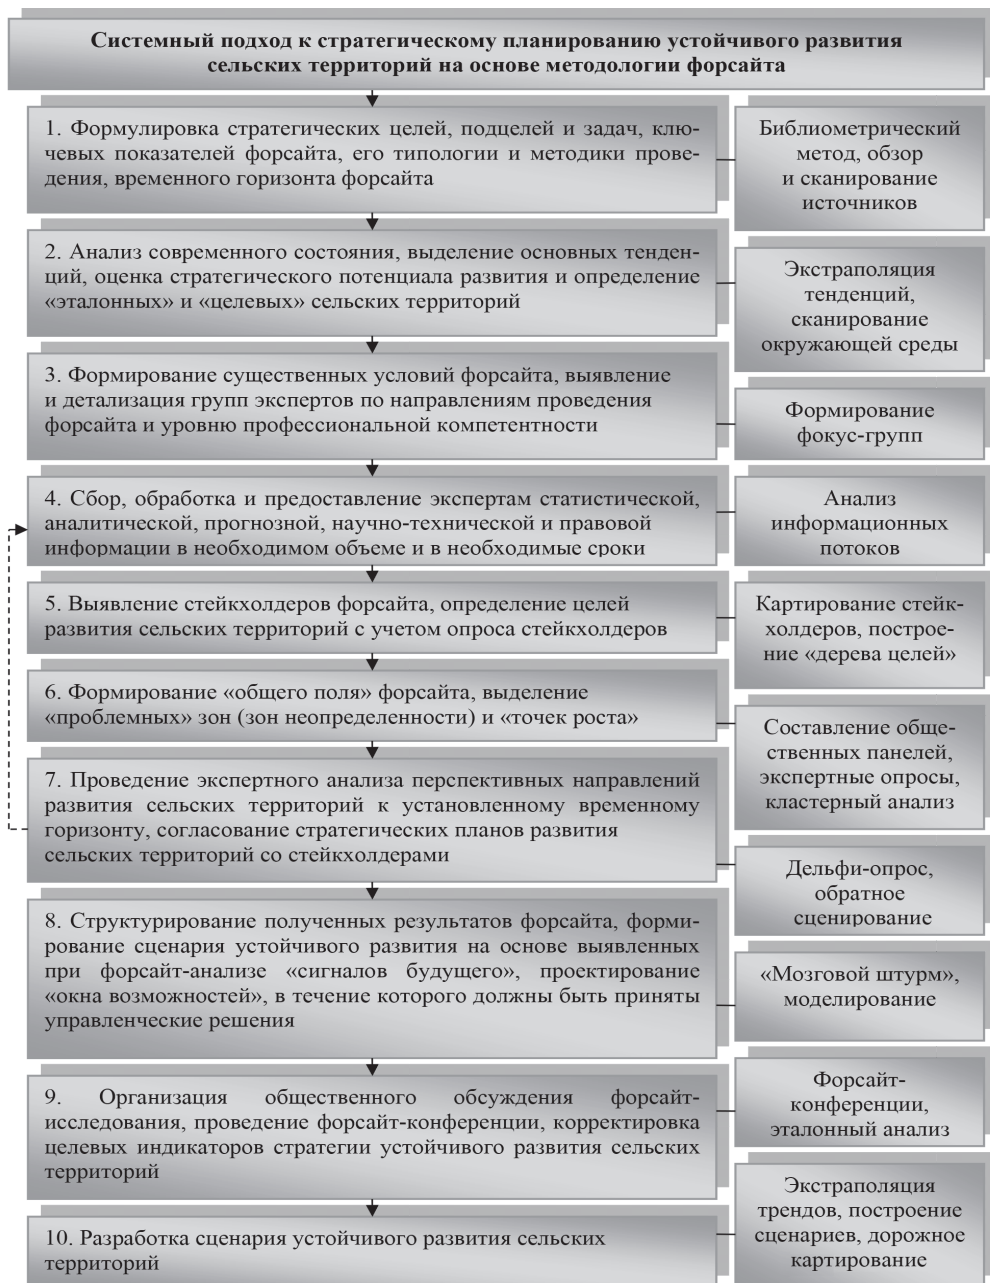 Системный подход к стратегическому планированию устойчивого развития
сельских территорий на основе методологии форсайта
1. Формулировка стратегических целей, подцелей и задач, клю-
чевых показателей форсайта, его типологии и методики прове-
дения, временного горизонта форсайта
Библиометрический
метод, обзор
и сканирование
источников
2. Анализ современного состояния, выделение основных тенден-
ций, оценка стратегического потенциала развития и определение
«эталонных» и «целевых» сельских территорий
Экстраполяция
тенденций,
сканирование
окружающей среды
3. Формирование существенных условий форсайта, выявление
и детализация групп экспертов по направлениям проведения
форсайта и уровню профессиональной компетентности
Формирование
фокус-групп
4. Сбор, обработка и предоставление экспертам статистической,
аналитической, прогнозной, научно-технической и правовой
информации в необходимом объеме и в необходимые сроки
Анализ
информационных
потоков
5. Выявление стейкхолдеров форсайта, определение целей
развития сельских территорий с учетом опроса стейкхолдеров
Картирование стейк-
холдеров, построе-
ние «дерева целей»
6. Формирование «общего поля» форсайта, выделение
«проблемных» зон (зон неопределенности) и «точек роста»
Составление обще-
ственных панелей,
экспертные опросы,
кластерный анализ
7. Проведение экспертного анализа перспективных направлений
развития сельских территорий к установленному временному
горизонту, согласование стратегических планов развития
сельских территорий со стейкхолдерами
Дельфи-опрос,
обратное
сценирование
8. Структурирование полученных результатов форсайта, форми-
рование сценария устойчивого развития на основе выявленных
при форсайт-анализе «сигналов будущего», проектирование
«окна возможностей», в течение которого должны быть приняты
управленческие решения
«Мозговой штурм»,
моделирование
9. Организация общественного обсуждения форсайт-
исследования, проведение форсайт-конференции, корректировка
целевых индикаторов стратегии устойчивого развития сельских
территорий
Форсайт-
конференции,
эталонный анализ
10. Разработка сценария устойчивого развития сельских
территорий
Экстраполяция
трендов, построение
сценариев, дорожное
картирование